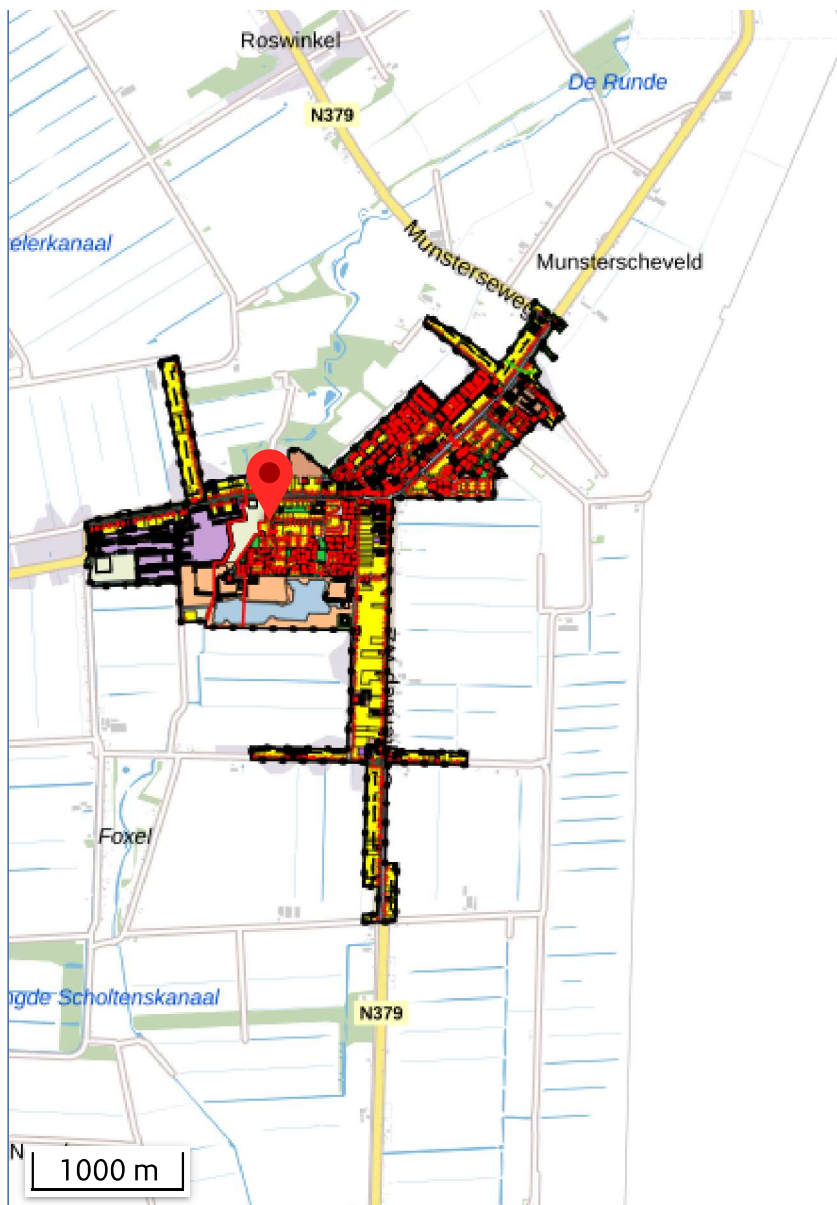 Roswinkel
De Runde
N379
elerkanaal
Munsterseweg
Munsterscheveld
Foxel
ngde Scholtenskanaal
N379
1000 m